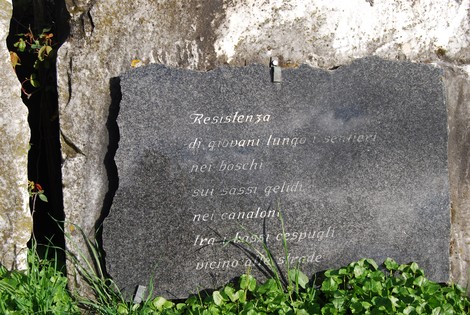 Resistenza
di giovani lungo i sentieri
nei boschi
sui sassi gelidi
nei canaloni
fra i bassi cespugli
vicino alle strade